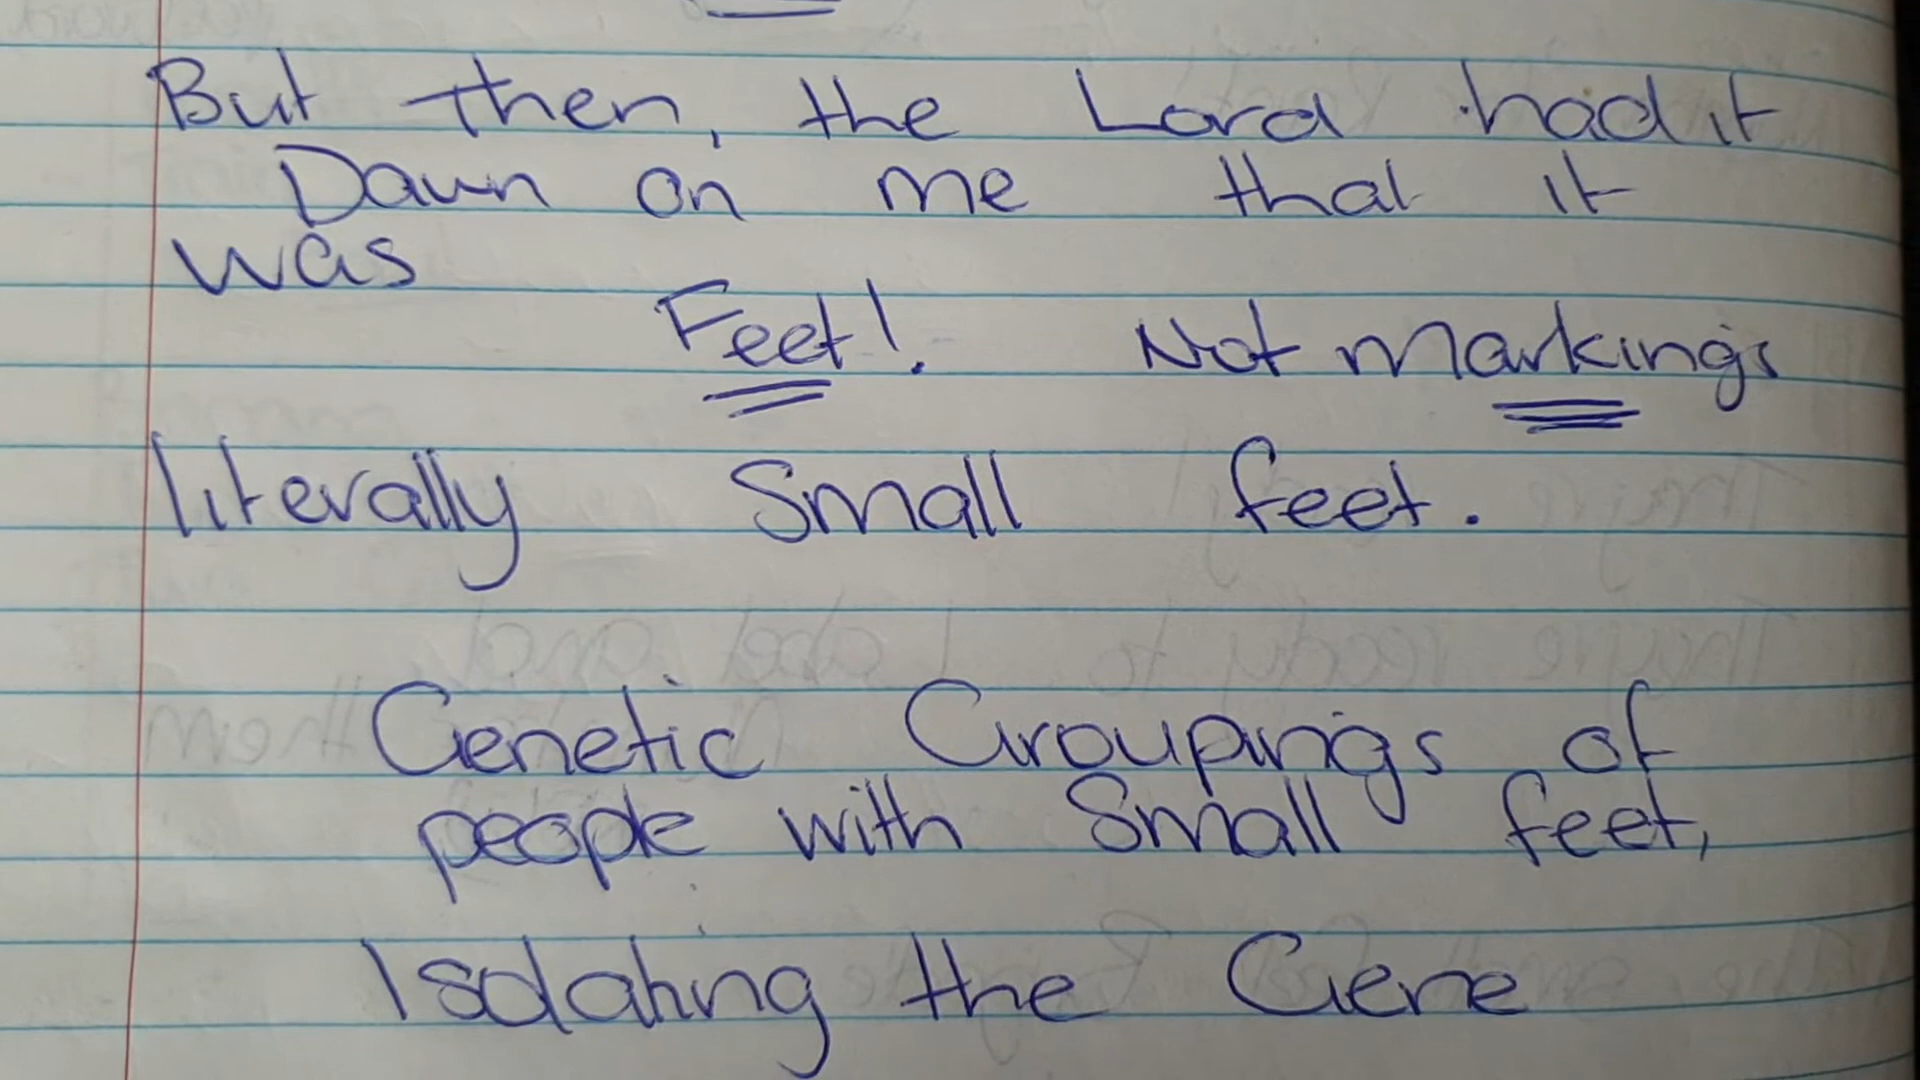 But then, the Lord had it
Dawn on me that it
was
Feet!. Not markings
literally Small feet.
Genetic Groupings of
people with Small feet,
Isolating the Gene